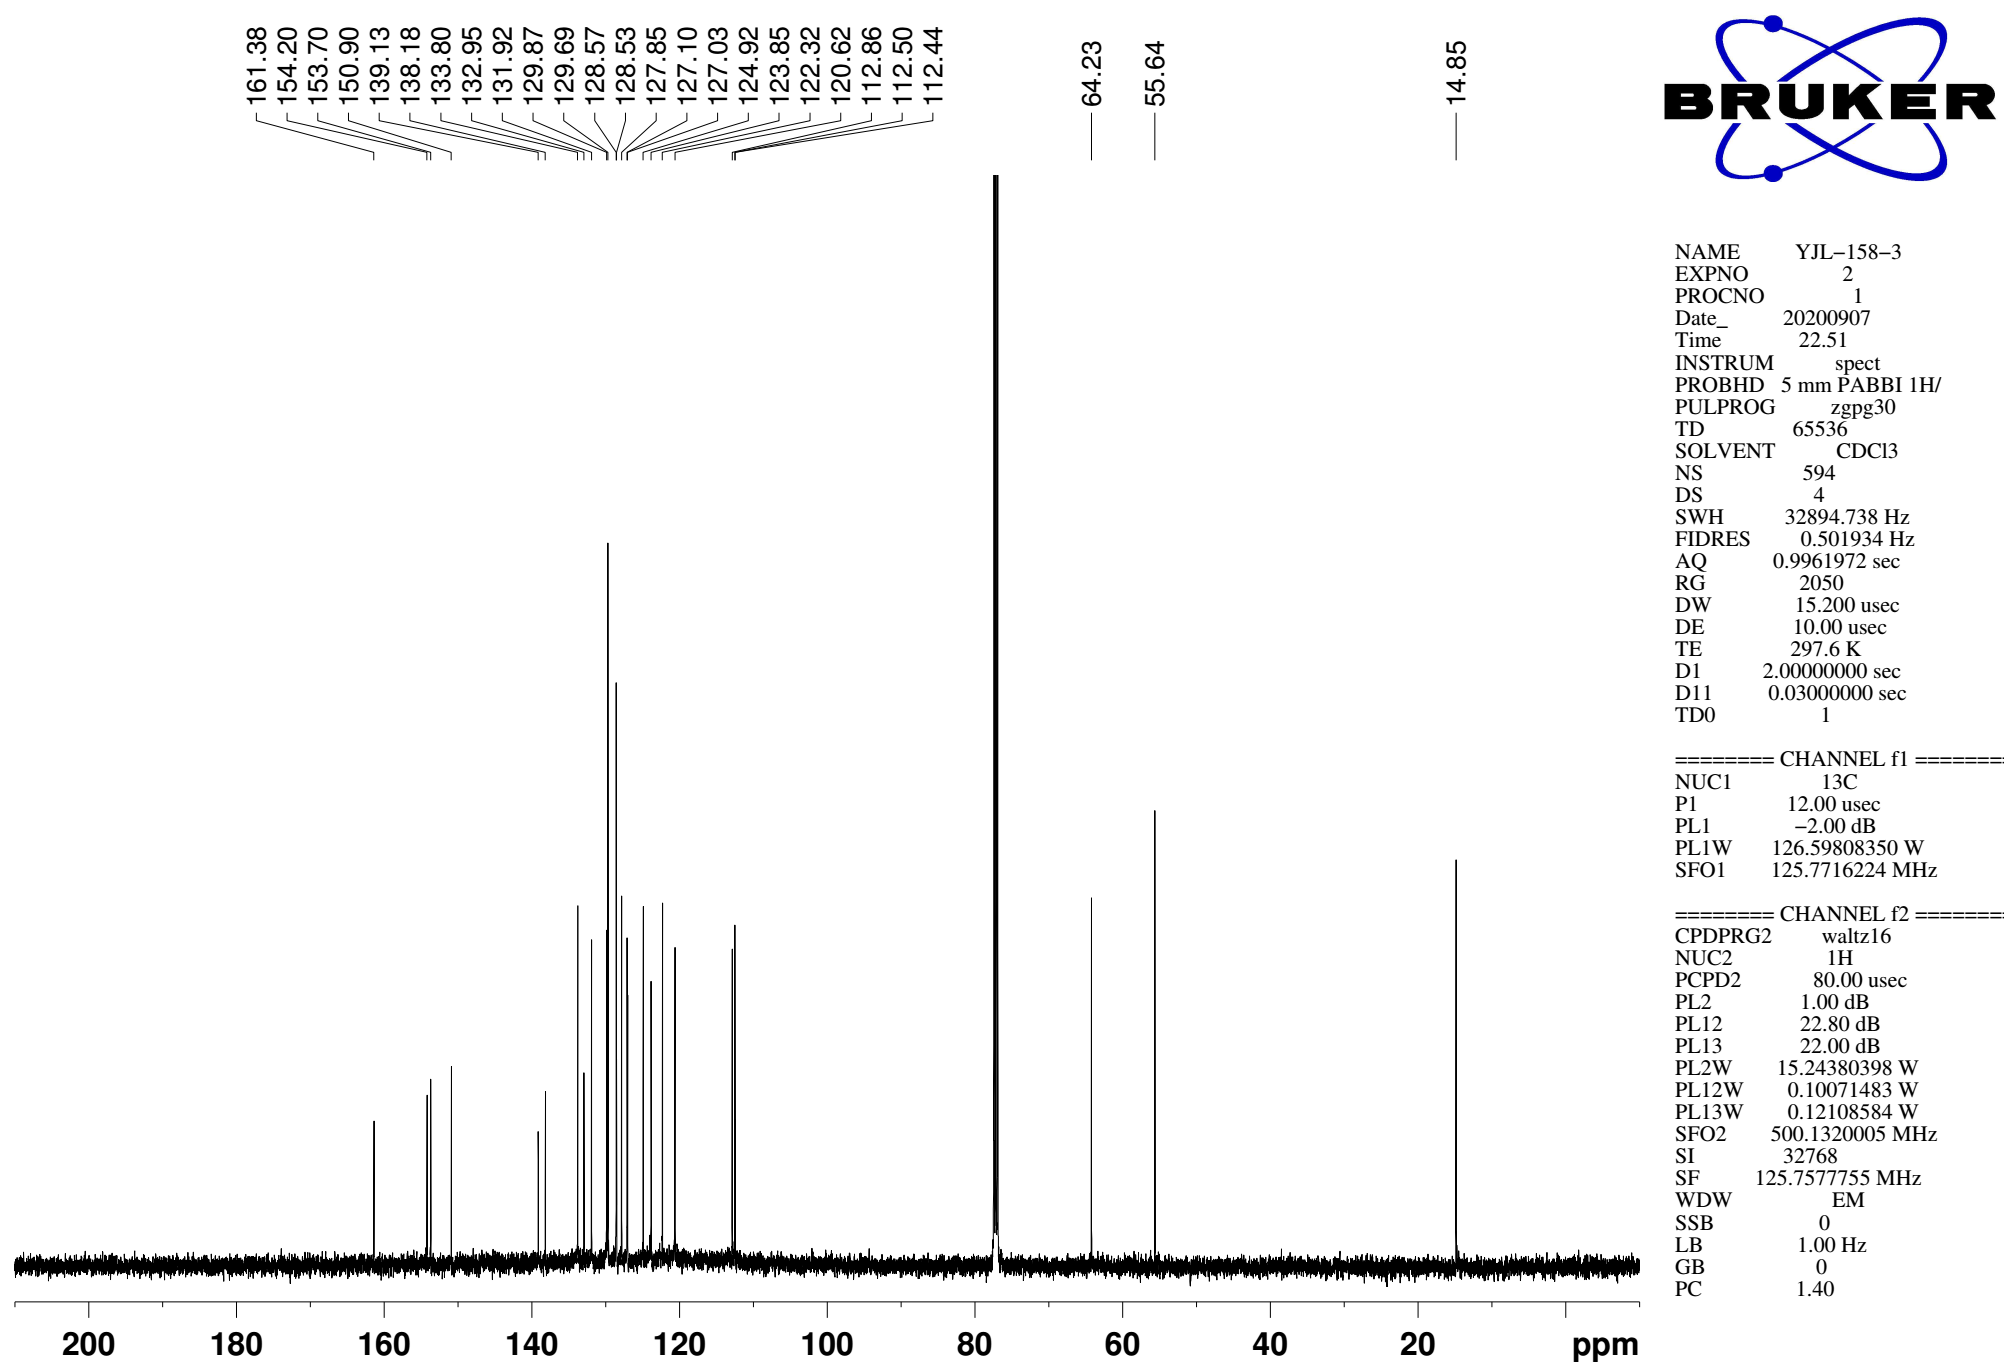 161.38
154.20
153.70
150.90
139.13
138.18
133.80
132.95
131.92
129.87
129.69
128.57
128.53
127.85
127.10
127.03
124.92
123.85
122.32
120.62
112.86
112.50
112.44
64.23
55.64
14.85
BRUKER
NAME YJL−158−3
EXPNO 2
PROCNO 1
Date_ 20200907
Time 22.51
INSTRUM spect
PROBHD 5 mm PABBI 1H/
PULPROG zgpg30
TD 65536
SOLVENT CDCl3
NS 594
DS 4
SWH 32894.738 Hz
FIDRES 0.501934 Hz
AQ 0.9961972 sec
RG 2050
DW 15.200 usec
DE 10.00 usec
TE 297.6 K
D1 2.00000000 sec
D11 0.03000000 sec
TD0 1
======== CHANNEL f1 ========
NUC1 13C
P1 12.00 usec
PL1 −2.00 dB
PL1W 126.59808350 W
SFO1 125.7716224 MHz
======== CHANNEL f2 ========
CPDPRG2 waltz16
NUC2 1H
PCPD2 80.00 usec
PL2 1.00 dB
PL12 22.80 dB
PL13 22.00 dB
PL2W 15.24380398 W
PL12W 0.10071483 W
PL13W 0.12108584 W
SFO2 500.1320005 MHz
SI 32768
SF 125.7577755 MHz
WDW EM
SSB 0
LB 1.00 Hz
GB 0
PC 1.40
200 180 160 140 120 100 80 60 40 20 ppm